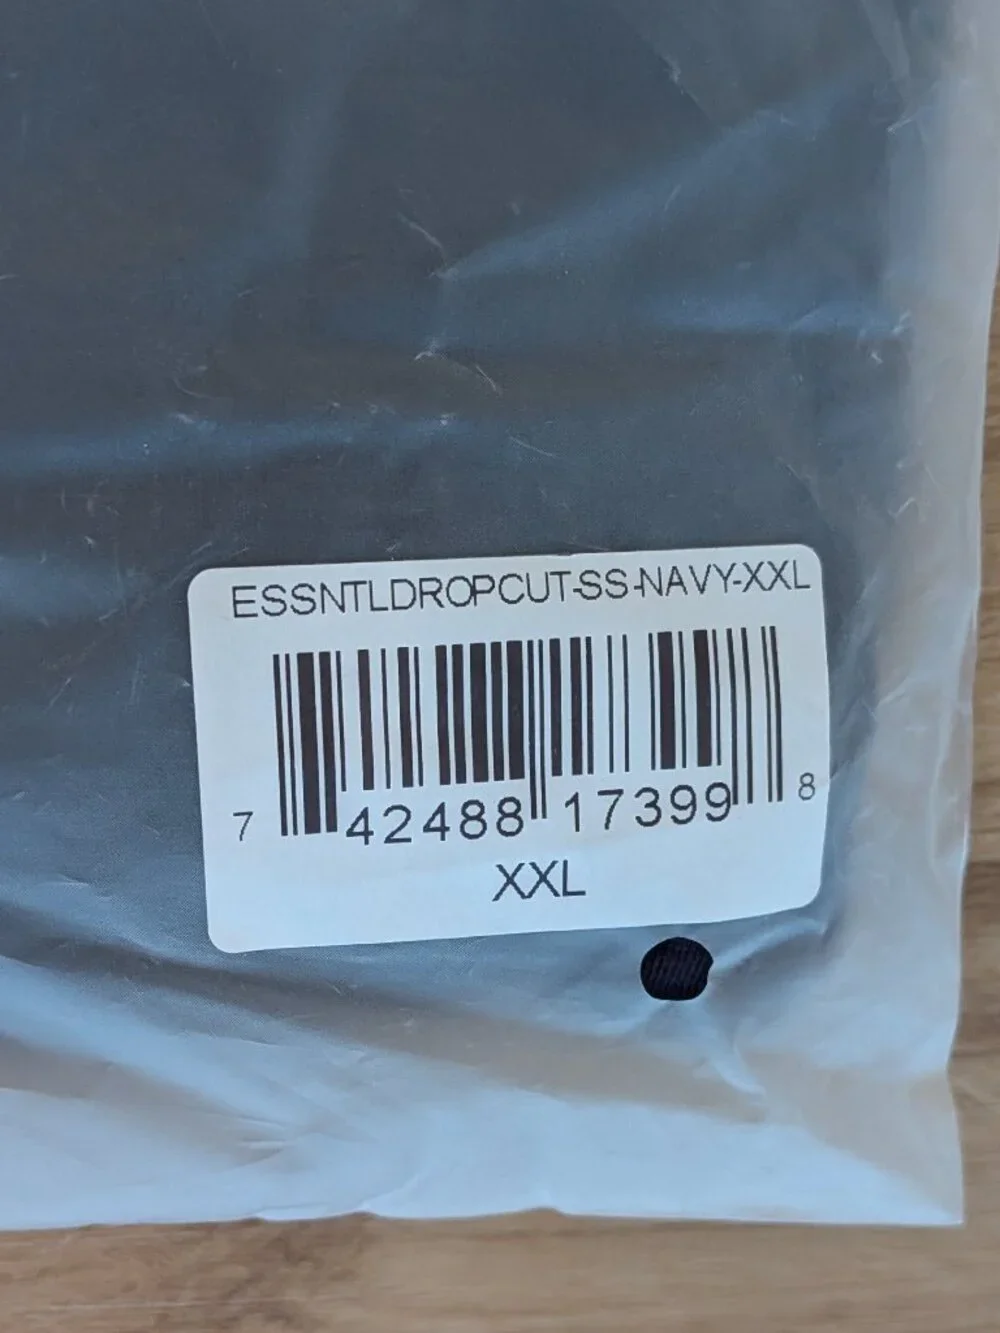 ESSNTLDROPCUT-SS-NAVY-XXL
7 42488 17399 8
XXL